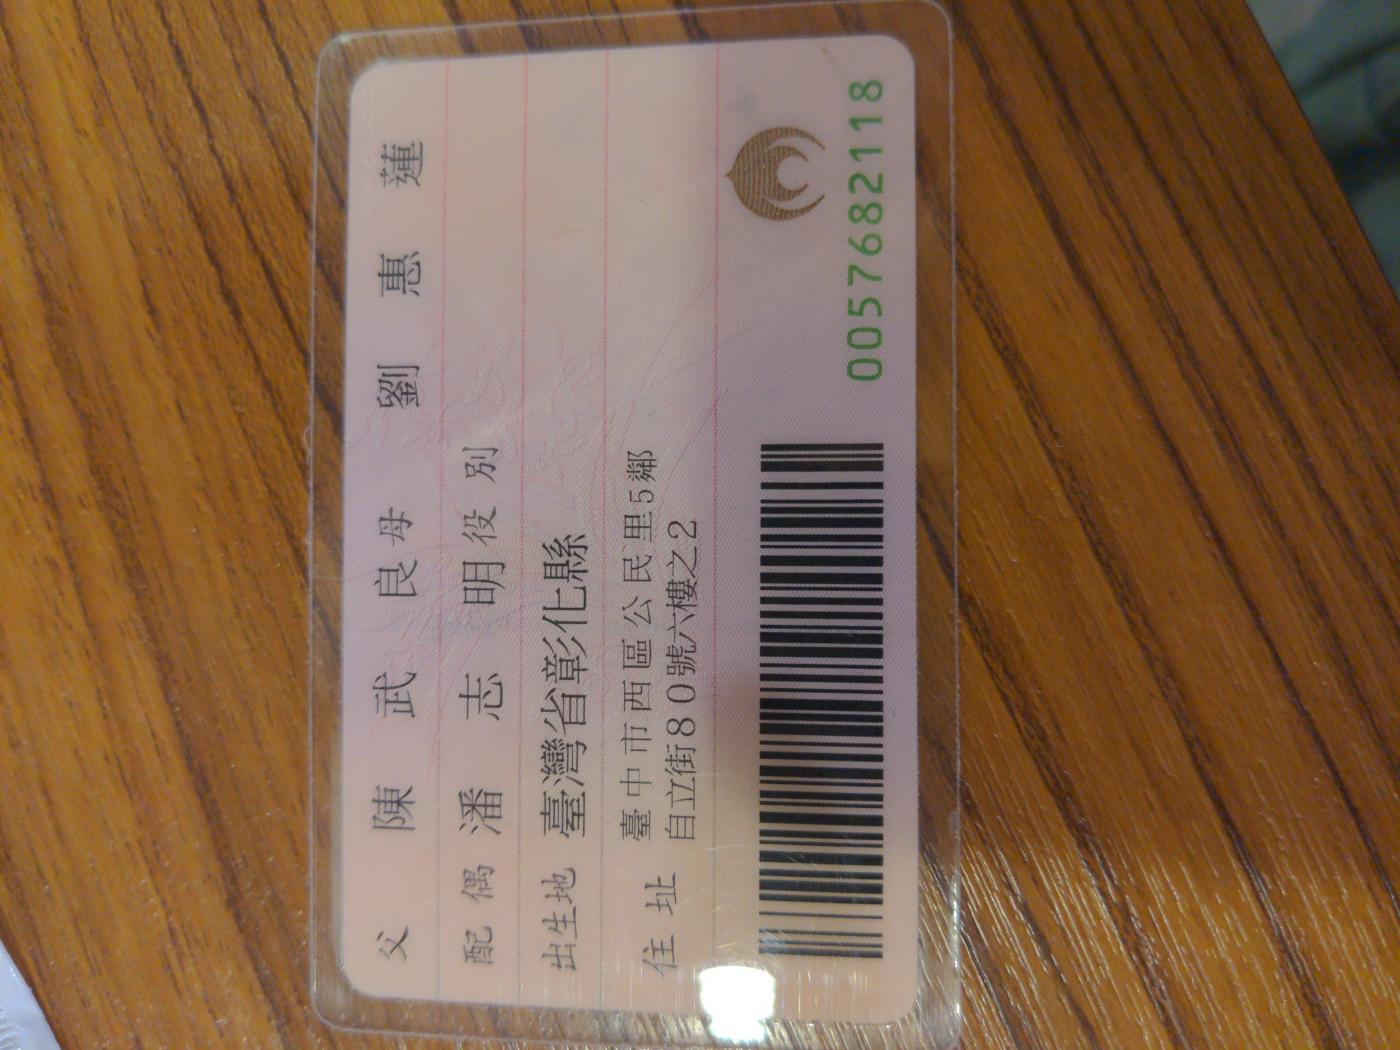 父 陳武良 母 劉惠蓮
配偶 潘志明 役別
出生地 臺灣省彰化縣
住址 臺中市西區公民里5鄰
自立街80號六樓之2
0057682118